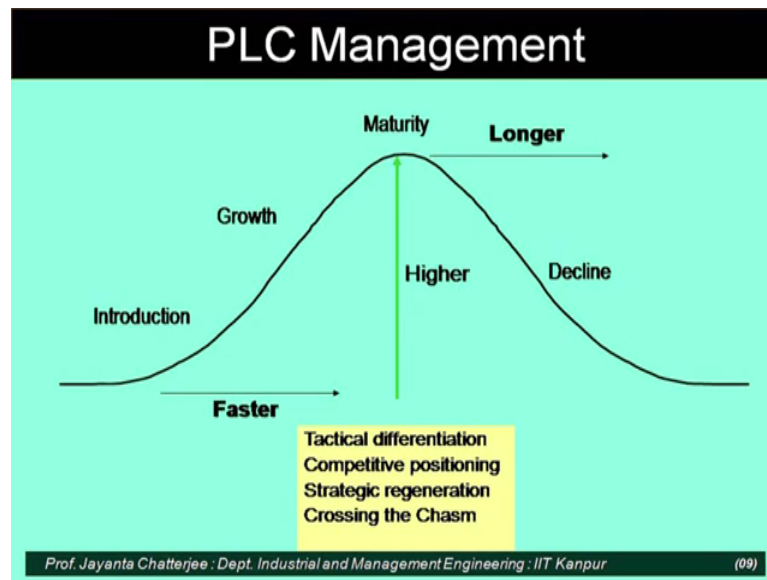 PLC Management
Maturity
Longer
Growth
Higher
Decline
Introduction
Faster
Tactical differentiation
Competitive positioning
Strategic regeneration
Crossing the Chasm
Prof. Jayanta Chatterjee : Dept. Industrial and Management Engineering : IIT Kanpur (09)